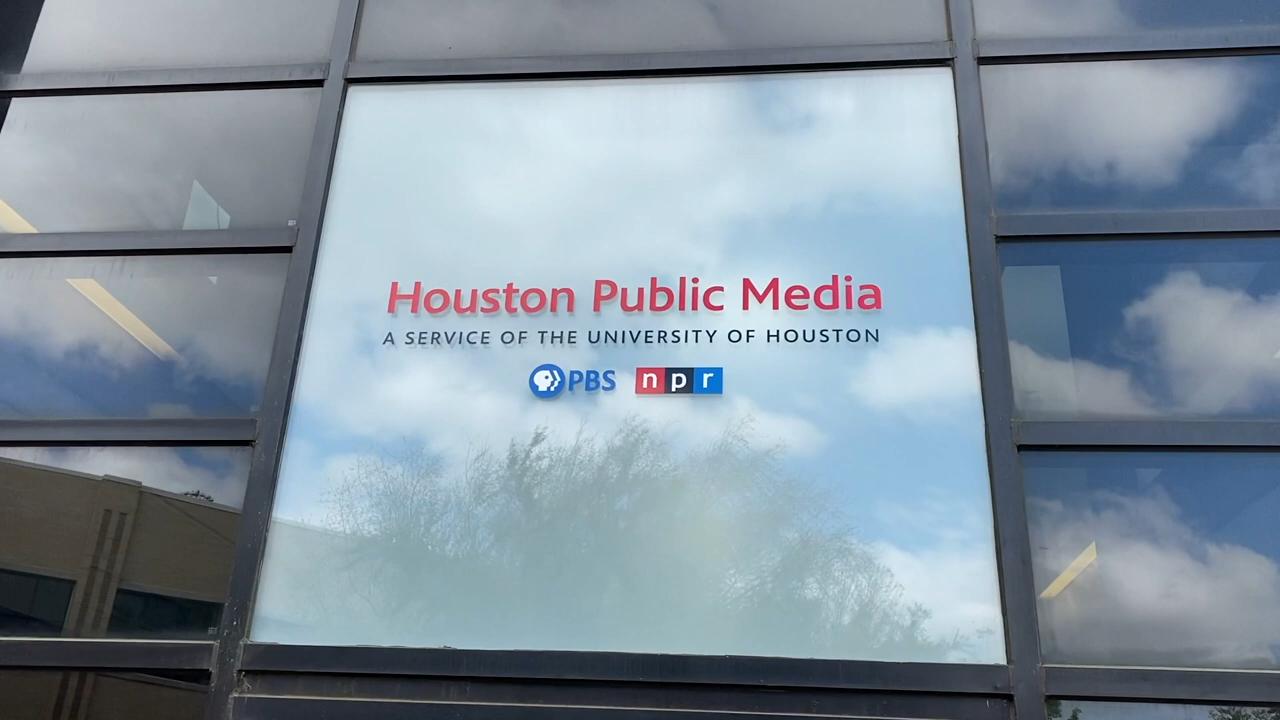 Houston Public Media
A SERVICE OF THE UNIVERSITY OF HOUSTON
PBS npr